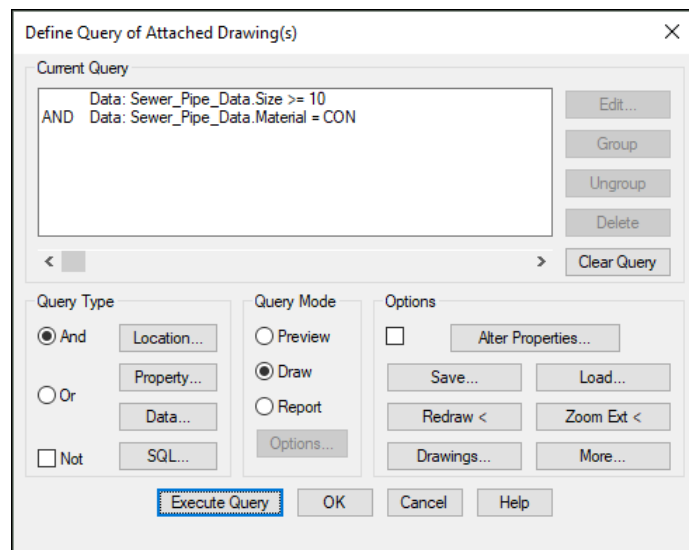 Define Query of Attached Drawing(s)
Current Query
Data: Sewer_Pipe_Data.Size >= 10
AND Data: Sewer_Pipe_Data.Material = CON
Edit...
Group
Ungroup
Delete
Clear Query
Query Type
And
Location...
Property...
Or
Data...
Not
SQL...
Query Mode
Preview
Draw
Report
Options...
Options
Alter Properties...
Save... Load...
Redraw < Zoom Ext <
Drawings... More...
Execute Query OK Cancel Help